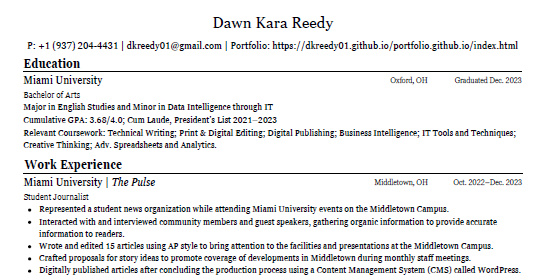 Dawn Kara Reedy
P: +1 (937) 204-4431 | dkreedy01@gmail.com | Portfolio: https://dkreedy01.github.io/portfolio.github.io/index.html
Education
Miami University Oxford, OH Graduated Dec. 2023
Bachelor of Arts
Major in English Studies and Minor in Data Intelligence through IT
Cumulative GPA: 3.68/4.0; Cum Laude, President's List 2021–2023
Relevant Coursework: Technical Writing; Print & Digital Editing; Digital Publishing; Business Intelligence; IT Tools and Techniques;
Creative Thinking; Adv. Spreadsheets and Analytics.
Work Experience
Miami University | The Pulse Middletown, OH Oct. 2022–Dec. 2023
Student Journalist
• Represented a student news organization while attending Miami University events on the Middletown Campus.
• Interacted with and interviewed community members and guest speakers, gathering organic information to provide accurate
information to readers.
• Wrote and edited 15 articles using AP style to bring attention to the facilities and presentations at the Middletown Campus.
• Crafted proposals for story ideas to promote coverage of developments in Middletown during monthly staff meetings.
• Digitally published articles after concluding the production process using a Content Management System (CMS) called WordPress.